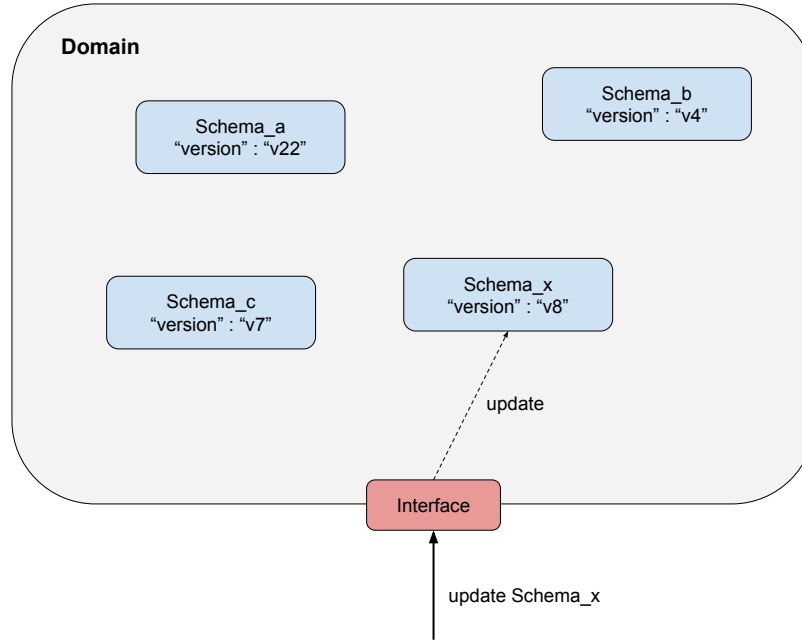 Domain
Schema_a
“version” : “v22”
Schema_b
“version” : “v4”
Schema_c
“version” : “v7”
Schema_x
“version” : “v8”
update
Interface
update Schema_x